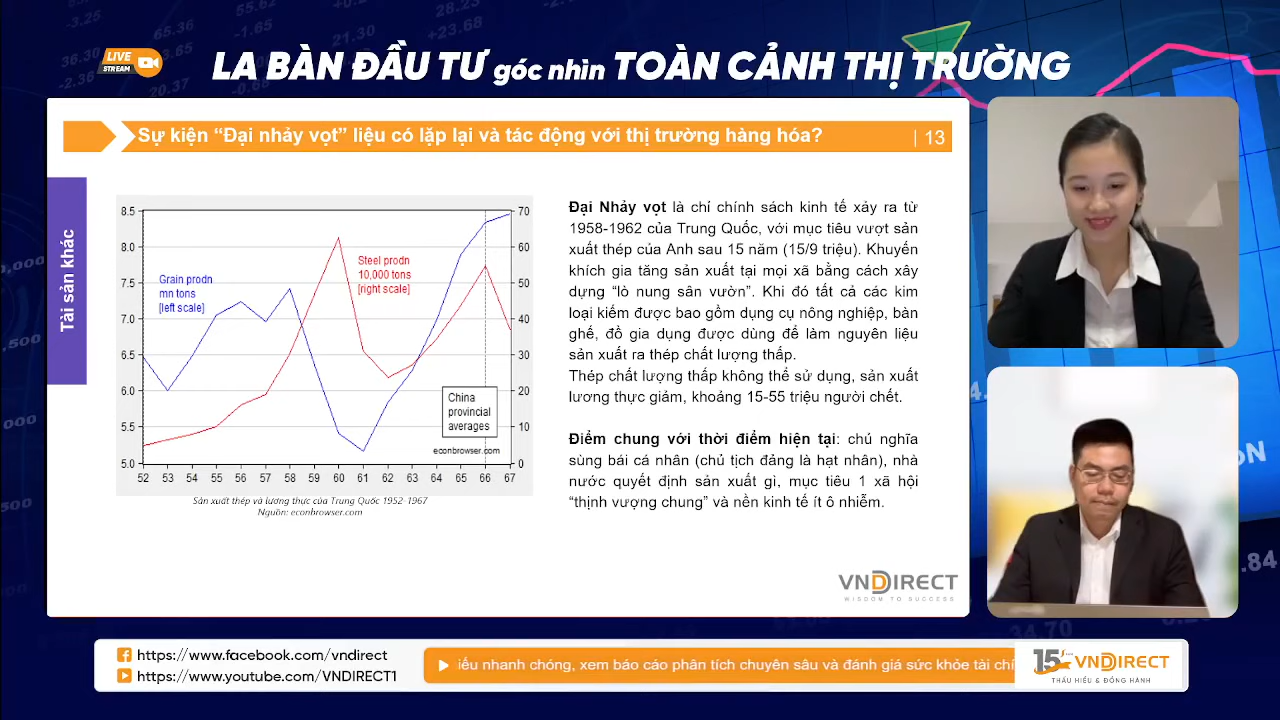 LIVE
STREAM
LA BÀN ĐẦU TƯ góc nhìn TOÀN CẢNH THỊ TRƯỜNG
Sự kiện “Đại nhảy vọt” liệu có lặp lại và tác động với thị trường hàng hóa?
| 13
Tài sản khác
8.5
8.0
7.5
7.0
6.5
6.0
5.5
5.0
70
60
50
40
30
20
10
0
Grain prodn
mn tons
[left scale]
Steel prodn
10,000 tons
[right scale]
China
provincial
averages
econbrowser.com
52 53 54 55 56 57 58 59 60 61 62 63 64 65 66 67
Sản xuất thép và lương thực của Trung Quốc 1952-1967
Nguồn: econbrowser.com
Đại Nhảy vọt là chỉ chính sách kinh tế xảy ra từ
1958-1962 của Trung Quốc, với mục tiêu vượt sản
xuất thép của Anh sau 15 năm (15/9 triệu). Khuyến
khích gia tăng sản xuất tại mọi xã bằng cách xây
dựng “lò nung sân vườn”. Khi đó tất cả các kim
loại kiếm được bao gồm dụng cụ nông nghiệp, bàn
ghế, đồ gia dụng được dùng để làm nguyên liệu
sản xuất ra thép chất lượng thấp.
Thép chất lượng thấp không thể sử dụng, sản xuất
lương thực giảm, khoảng 15-55 triệu người chết.
Điểm chung với thời điểm hiện tại: chủ nghĩa
sùng bái cá nhân (chủ tịch đảng là hạt nhân), nhà
nước quyết định sản xuất gì, mục tiêu 1 xã hội
“thịnh vượng chung” và nền kinh tế ít ô nhiễm.
VNDIRECT
WISDOM TO SUCCESS
https://www.facebook.com/vndirect
https://www.youtube.com/VNDIRECT1
iểu nhanh chóng, xem báo cáo phân tích chuyên sâu và đánh giá sức khỏe tài chí
15 VNDIRECT
THẤU HIỂU & ĐỒNG HÀNH